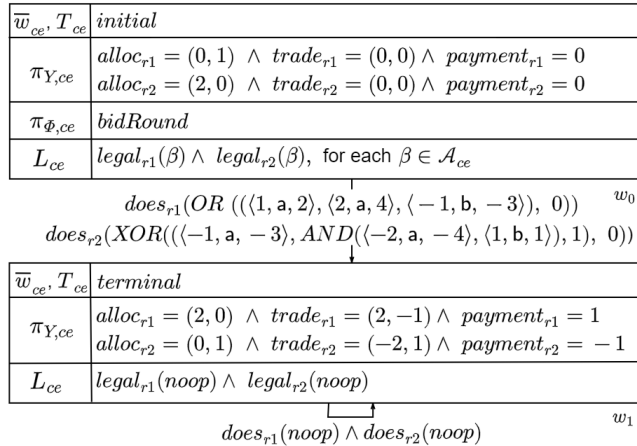 w̅_ce, T_ce initial
π_Y,ce alloc_r1 = (0, 1) ∧ trade_r1 = (0, 0) ∧ payment_r1 = 0
alloc_r2 = (2, 0) ∧ trade_r2 = (0, 0) ∧ payment_r2 = 0
π_Φ,ce bidRound
L_ce legal_r1(β) ∧ legal_r2(β), for each β ∈ 𝒜_ce
w_0
does_r1(OR ((⟨1, a, 2⟩, ⟨2, a, 4⟩, ⟨−1, b, −3⟩), 0))
does_r2(XOR((⟨−1, a, −3⟩, AND(⟨−2, a, −4⟩, ⟨1, b, 1⟩), 1), 0))
w̅_ce, T_ce terminal
π_Y,ce alloc_r1 = (2, 0) ∧ trade_r1 = (2, −1) ∧ payment_r1 = 1
alloc_r2 = (0, 1) ∧ trade_r2 = (−2, 1) ∧ payment_r2 = −1
L_ce legal_r1(noop) ∧ legal_r2(noop)
w_1
does_r1(noop) ∧ does_r2(noop)